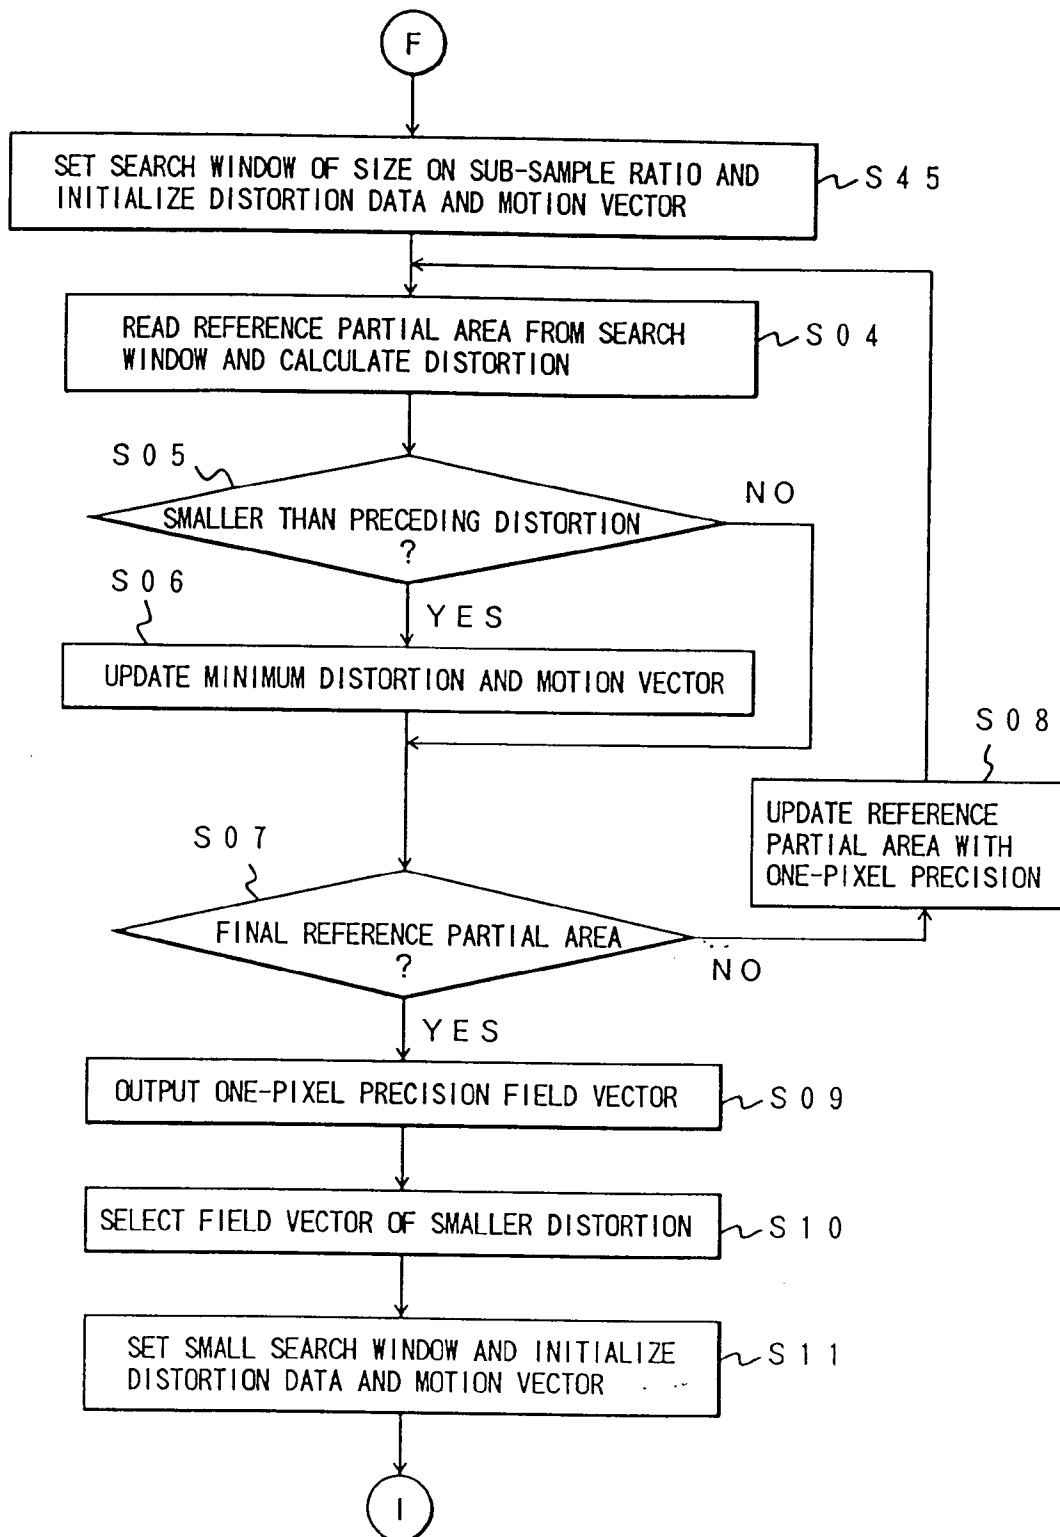 F
SET SEARCH WINDOW OF SIZE ON SUB-SAMPLE RATIO AND
INITIALIZE DISTORTION DATA AND MOTION VECTOR
S45
READ REFERENCE PARTIAL AREA FROM SEARCH
WINDOW AND CALCULATE DISTORTION
S04
S05
SMALLER THAN PRECEDING DISTORTION
?
NO
S06
YES
UPDATE MINIMUM DISTORTION AND MOTION VECTOR
S08
UPDATE REFERENCE
PARTIAL AREA WITH
ONE-PIXEL PRECISION
S07
FINAL REFERENCE PARTIAL AREA
?
NO
YES
OUTPUT ONE-PIXEL PRECISION FIELD VECTOR
S09
SELECT FIELD VECTOR OF SMALLER DISTORTION
S10
SET SMALL SEARCH WINDOW AND INITIALIZE
DISTORTION DATA AND MOTION VECTOR
S11
I